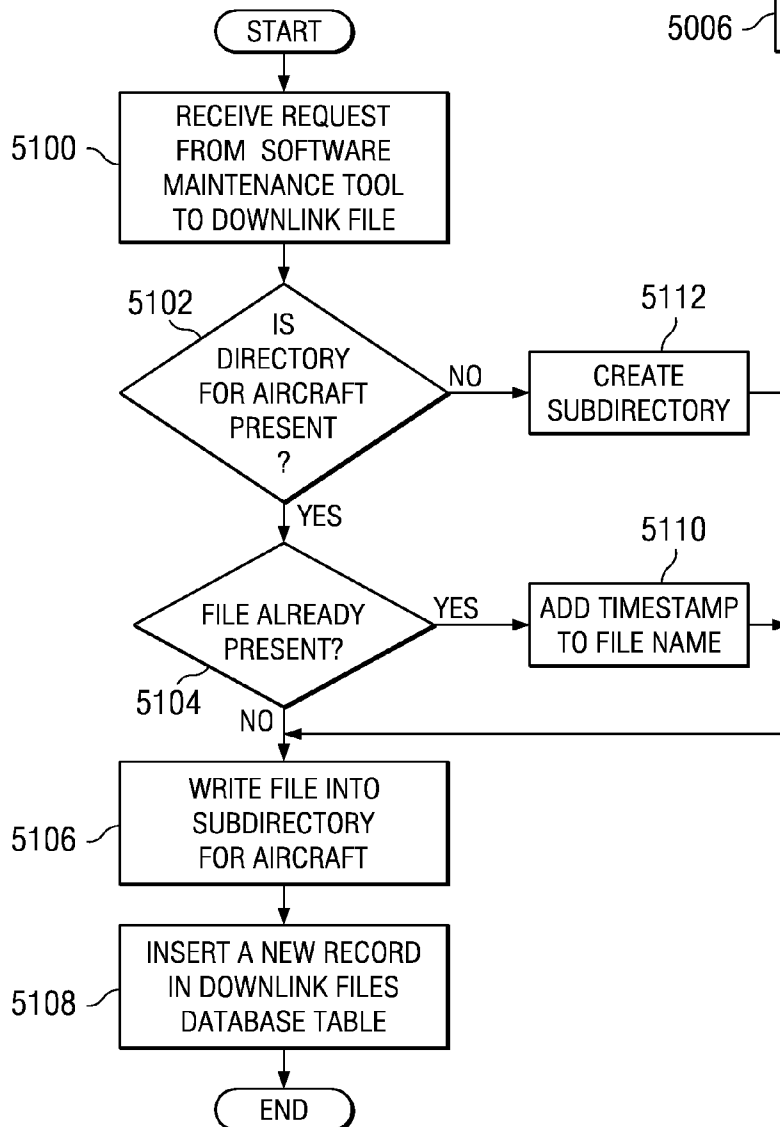 START
5006
5100
RECEIVE REQUEST
FROM SOFTWARE
MAINTENANCE TOOL
TO DOWNLINK FILE
5102
IS
DIRECTORY
FOR AIRCRAFT
PRESENT
?
NO
5112
CREATE
SUBDIRECTORY
YES
FILE ALREADY
PRESENT?
5104
YES
5110
ADD TIMESTAMP
TO FILE NAME
NO
5106
WRITE FILE INTO
SUBDIRECTORY
FOR AIRCRAFT
5108
INSERT A NEW RECORD
IN DOWNLINK FILES
DATABASE TABLE
END